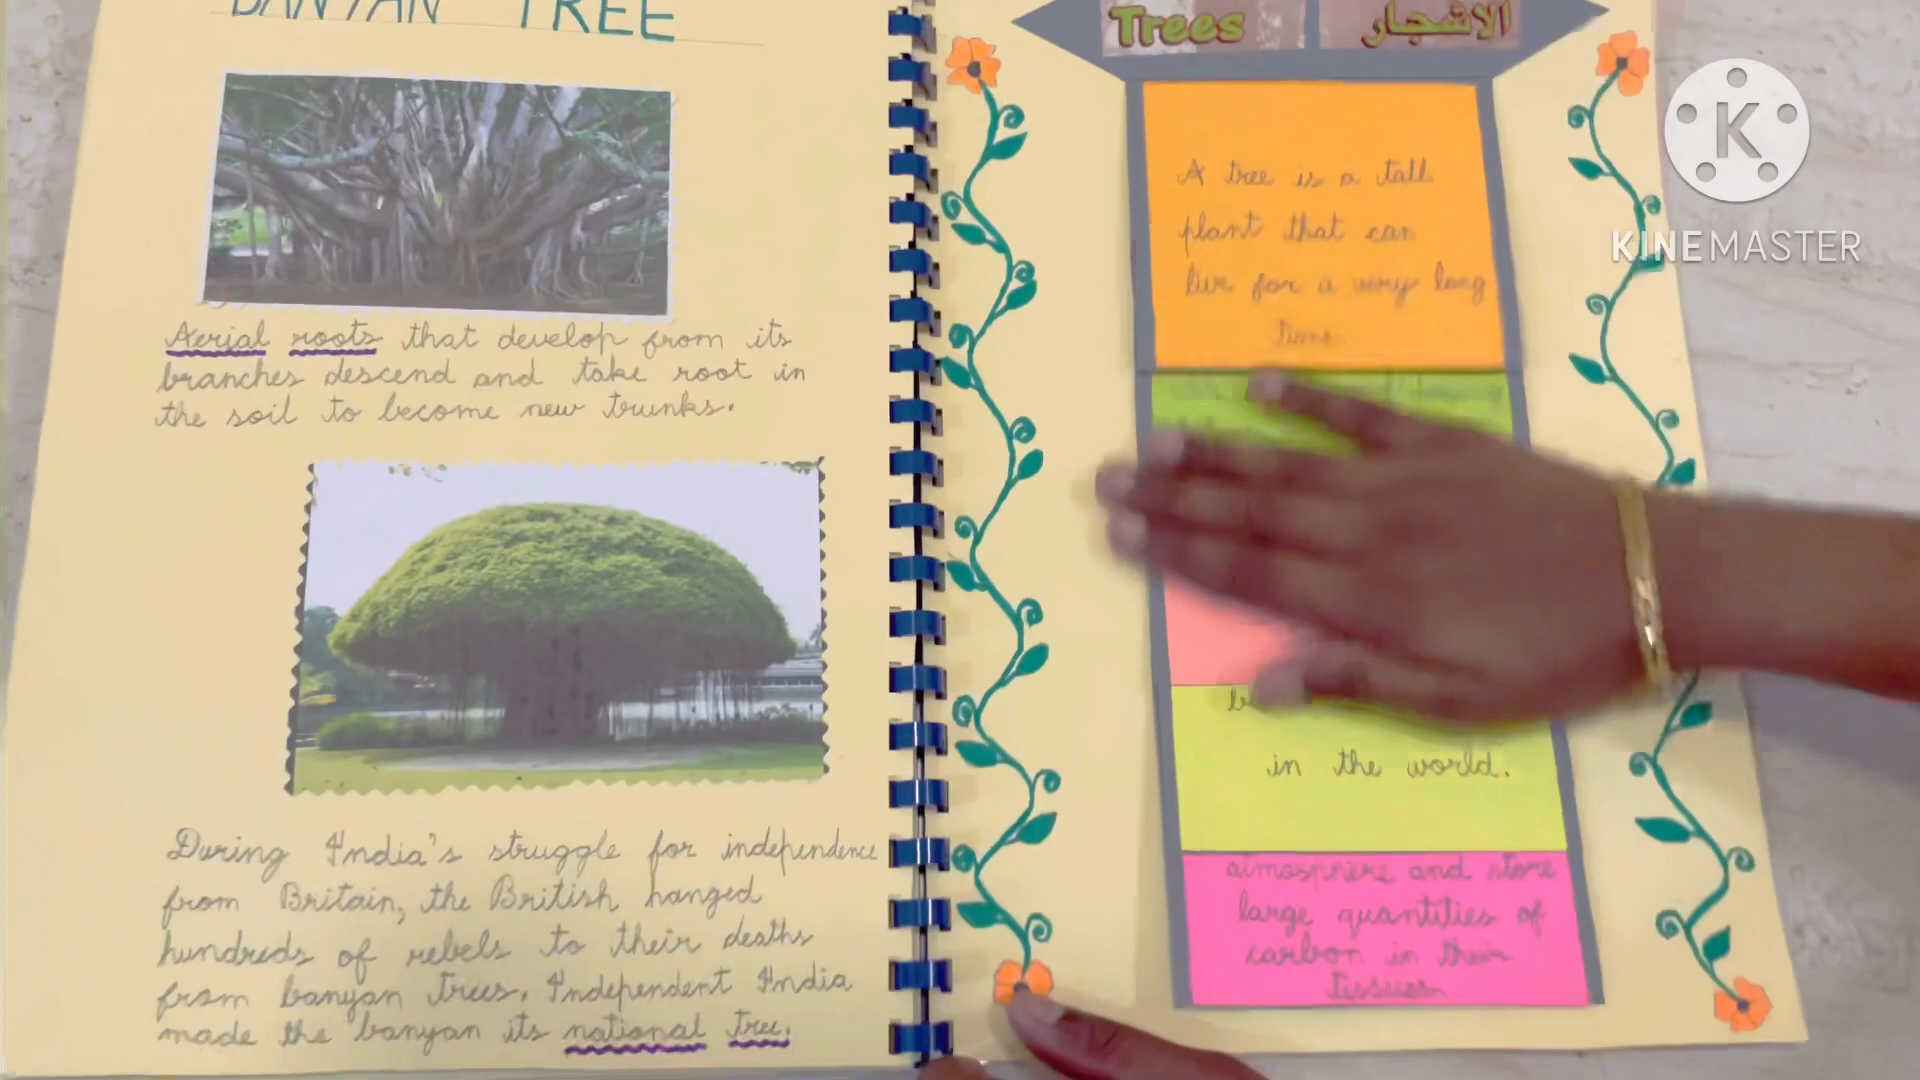 BANYAN TREE
Aerial roots that develop from its
branches descend and take root in
the soil to become new trunks.
During India's struggle for independence
from Britain, the British hanged
hundreds of rebels to their deaths
from banyan trees. Independent India
made the banyan its national tree.
Trees
الاشجار
A tree is a tall
plant that can
live for a very long
time.
in the world.
atmosphere and store
large quantities of
carbon in their
tissues.
K
KINEMASTER